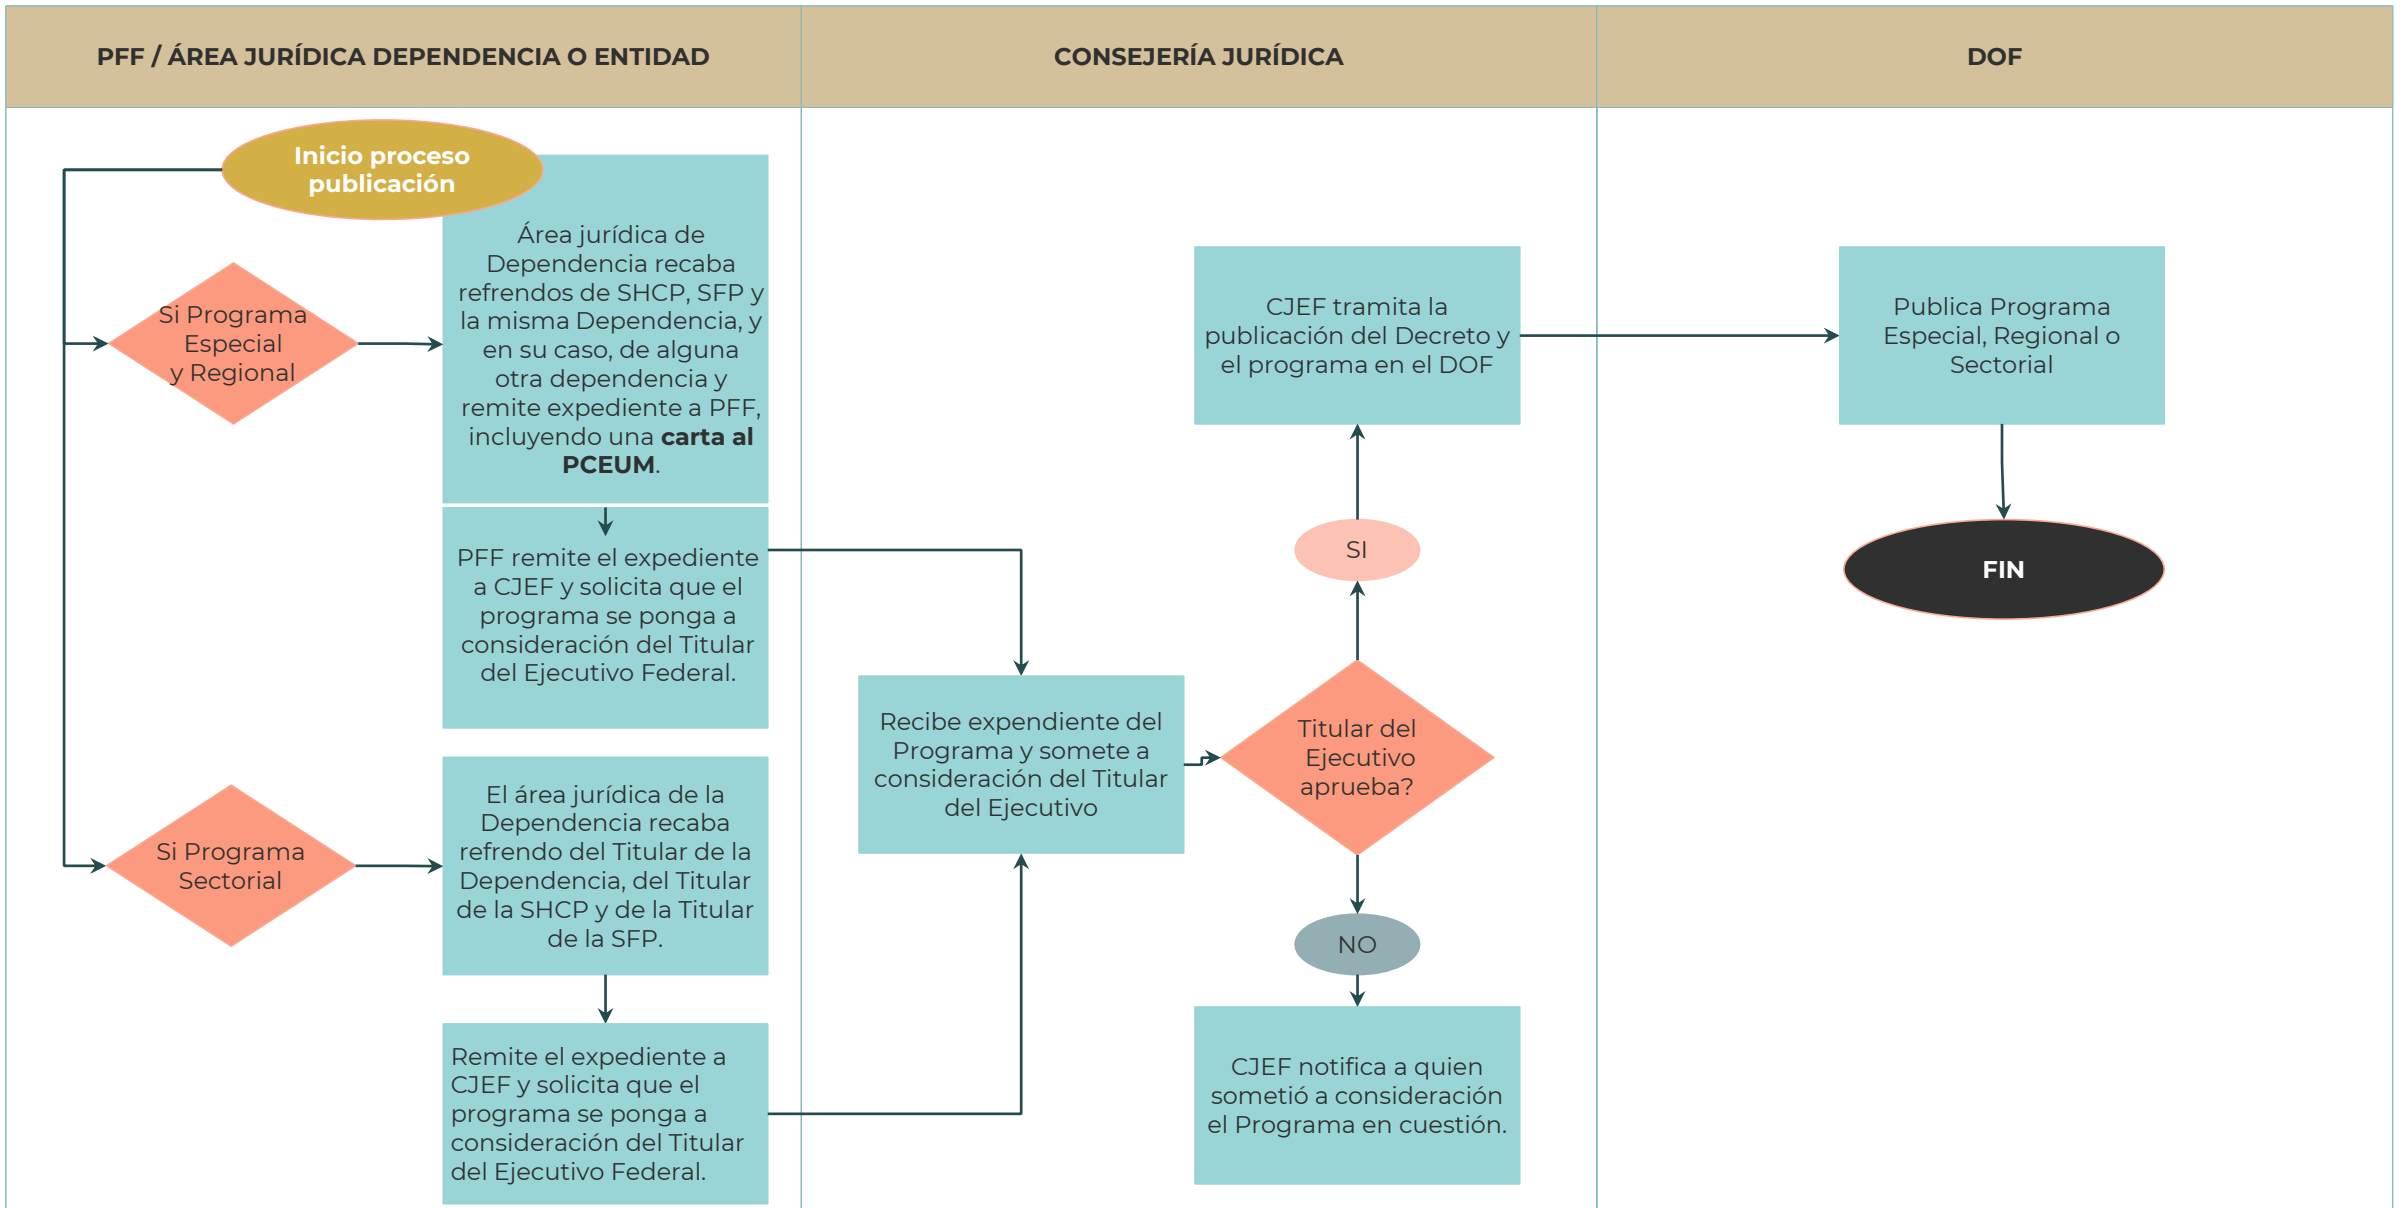 PFF / ÁREA JURÍDICA DEPENDENCIA O ENTIDAD
CONSEJERÍA JURÍDICA
DOF
Inicio proceso
publicación
Si Programa
Especial
y Regional
Área jurídica de
Dependencia recaba
refrendos de SHCP, SFP y
la misma Dependencia, y
en su caso, de alguna
otra dependencia y
remite expediente a PFF,
incluyendo una carta al
PCEUM.
PFF remite el expediente
a CJEF y solicita que el
programa se ponga a
consideración del Titular
del Ejecutivo Federal.
Si Programa
Sectorial
El área jurídica de la
Dependencia recaba
refrendo del Titular de la
Dependencia, del Titular
de la SHCP y de la Titular
de la SFP.
Remite el expediente a
CJEF y solicita que el
programa se ponga a
consideración del Titular
del Ejecutivo Federal.
Recibe expendiente del
Programa y somete a
consideración del Titular
del Ejecutivo
Titular del
Ejecutivo
aprueba?
SI
CJEF tramita la
publicación del Decreto y
el programa en el DOF
NO
CJEF notifica a quien
sometió a consideración
el Programa en cuestión.
Publica Programa
Especial, Regional o
Sectorial
FIN